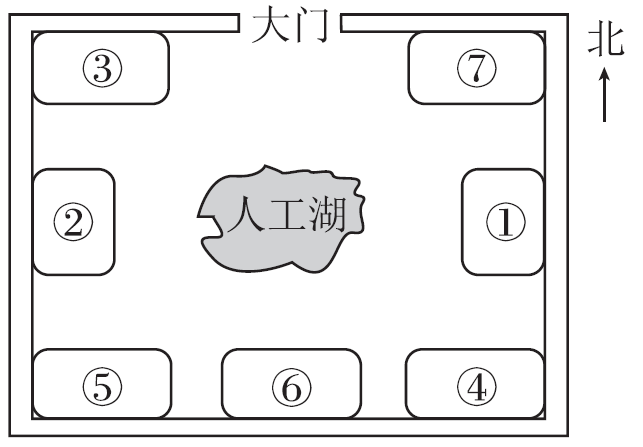 大门
北
③
⑦
②
人工湖
①
⑤
⑥
④